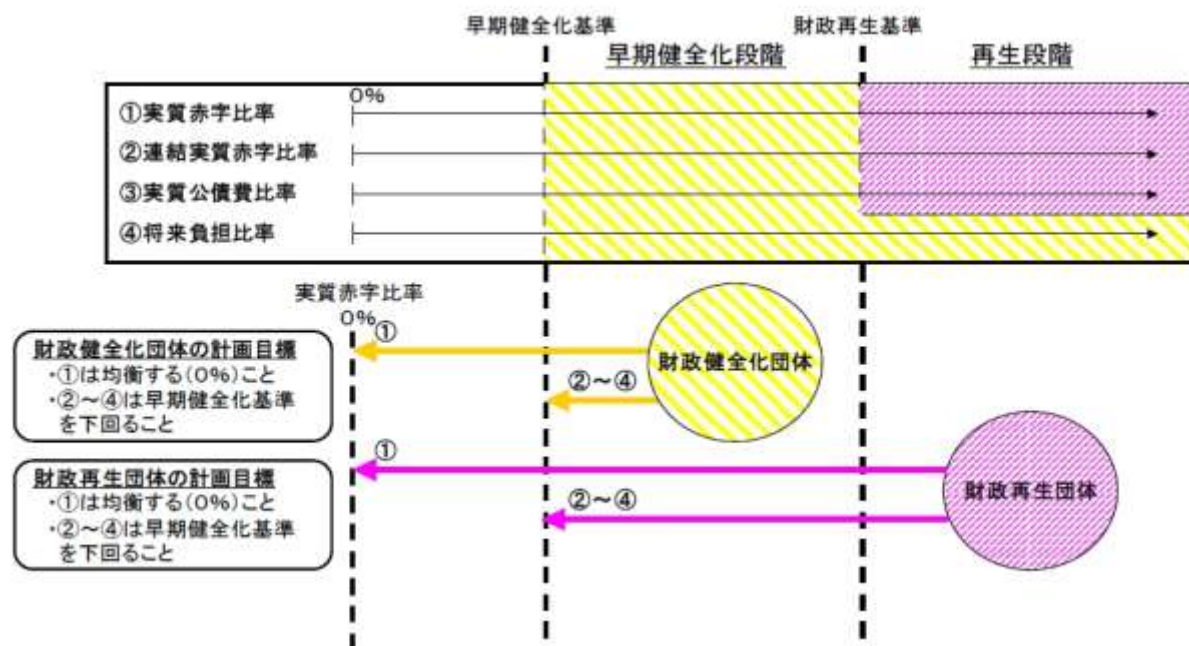 早期健全化基準
財政再生基準
早期健全化段階
再生段階
0%
①実質赤字比率
②連結実質赤字比率
③実質公債費比率
④将来負担比率
実質赤字比率
0%
財政健全化団体の計画目標
・①は均衡する(0%)こと
・②～④は早期健全化基準
を下回ること
①
②～④
財政健全化団体
財政再生団体の計画目標
・①は均衡する(0%)こと
・②～④は早期健全化基準
を下回ること
①
②～④
財政再生団体